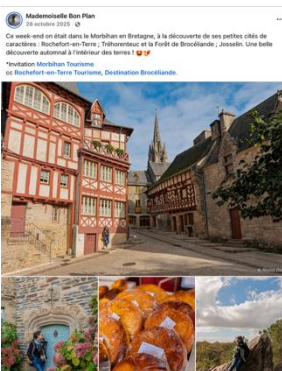 Mademoiselle Bon Plan
26 octobre 2025
Ce week-end on était dans le Morbihan en Bretagne, à la découverte de ses petites cités de
caractères : Rochefort-en-Terre ; Tréhorenteuc et la Forêt de Brocéliande ; Josselin. Une belle
découverte automnal à l'intérieur des terres !
*Invitation Morbihan Tourisme
cc Rochefort-en-Terre Tourisme, Destination Brocéliande.